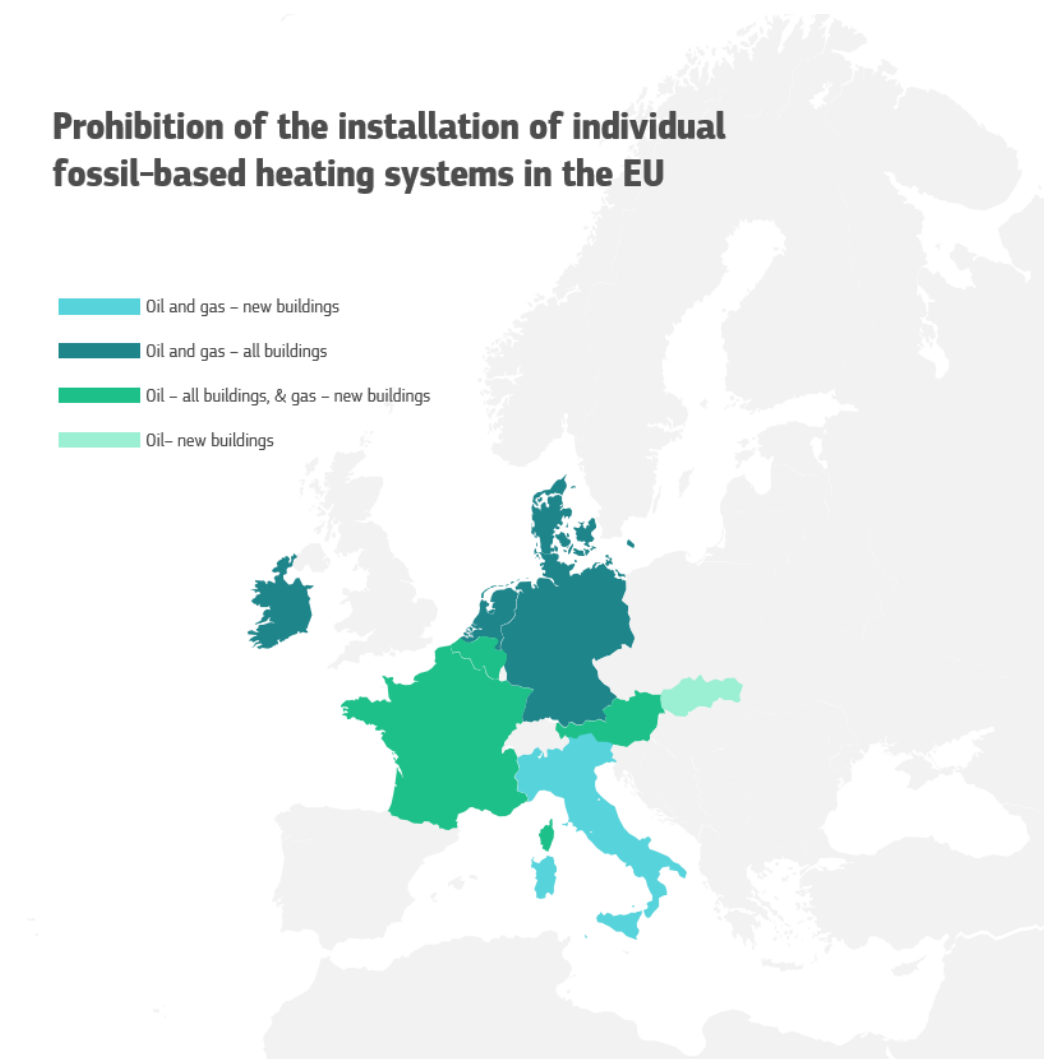 Prohibition of the installation of individual
fossil-based heating systems in the EU
Oil and gas – new buildings
Oil and gas – all buildings
Oil – all buildings, & gas – new buildings
Oil– new buildings